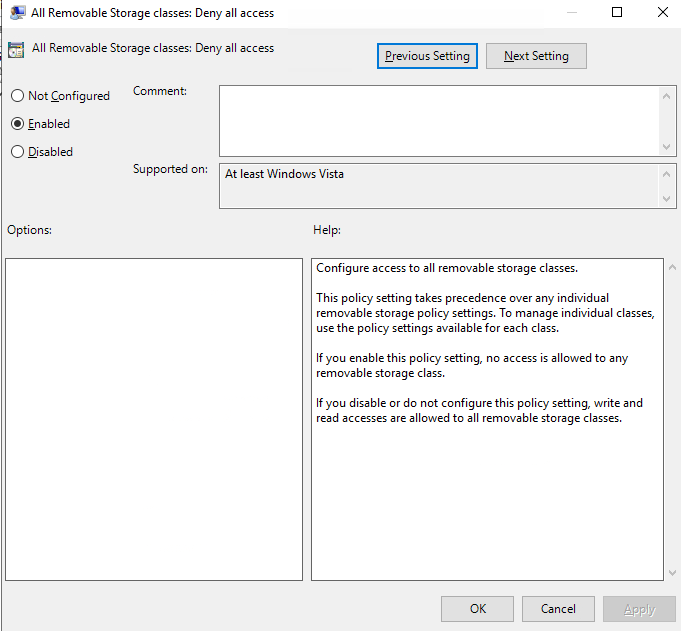 All Removable Storage classes: Deny all access
All Removable Storage classes: Deny all access
Previous Setting
Next Setting
Not Configured
Enabled
Disabled
Comment:
Supported on:
At least Windows Vista
Options:
Help:
Configure access to all removable storage classes.
This policy setting takes precedence over any individual
removable storage policy settings. To manage individual classes,
use the policy settings available for each class.
If you enable this policy setting, no access is allowed to any
removable storage class.
If you disable or do not configure this policy setting, write and
read accesses are allowed to all removable storage classes.
OK
Cancel
Apply